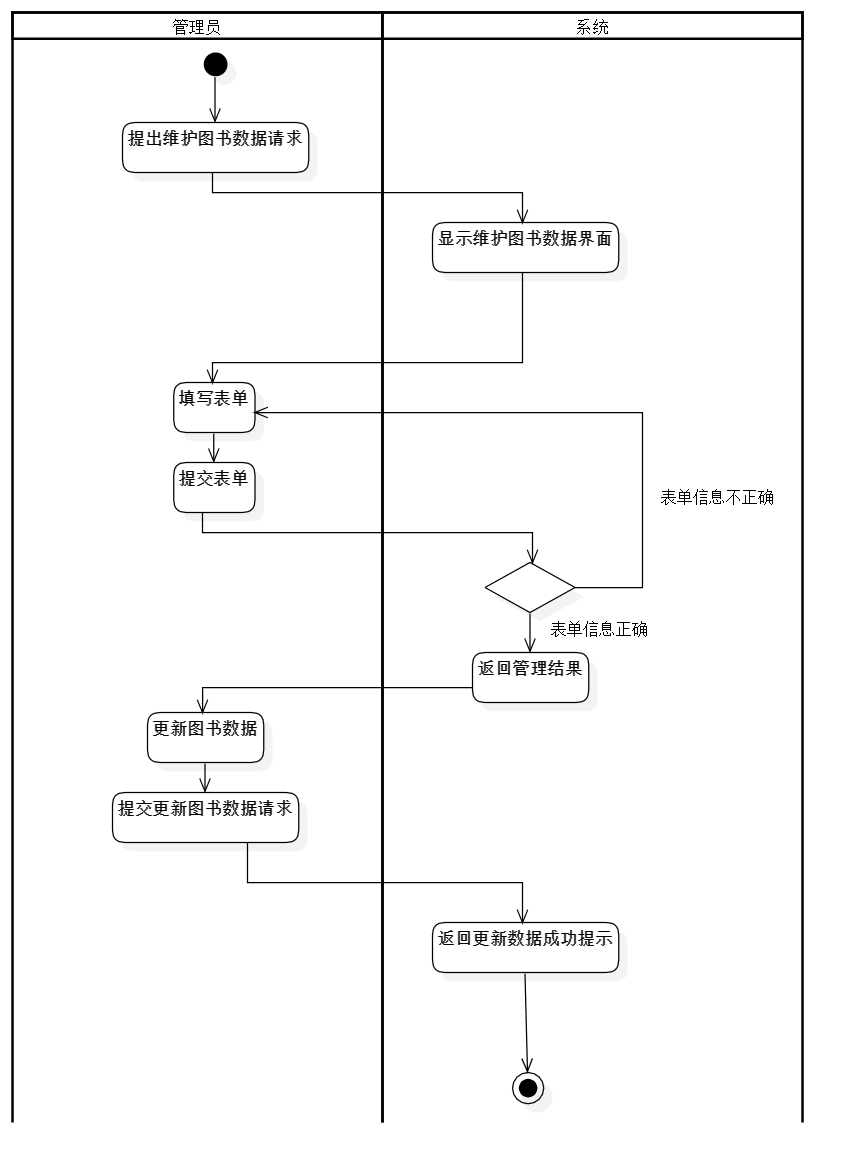 管理员
系统
提出维护图书数据请求
显示维护图书数据界面
填写表单
提交表单
表单信息不正确
表单信息正确
返回管理结果
更新图书数据
提交更新图书数据请求
返回更新数据成功提示